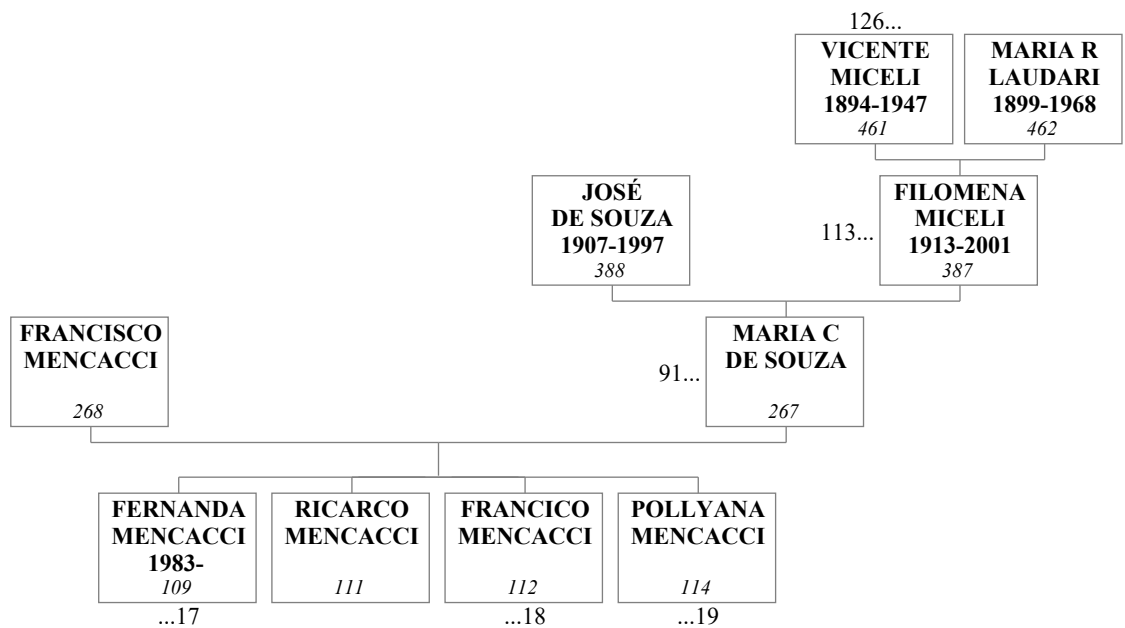 126...
VICENTE
MICELI
1894-1947
461
MARIA R
LAUDARI
1899-1968
462
JOSÉ
DE SOUZA
1907-1997
388
113...
FILOMENA
MICELI
1913-2001
387
FRANCISCO
MENCACCI
268
91...
MARIA C
DE SOUZA
267
FERNANDA
MENCACCI
1983-
109
...17
RICARCO
MENCACCI
111
FRANCICO
MENCACCI
112
...18
POLLYANA
MENCACCI
114
...19